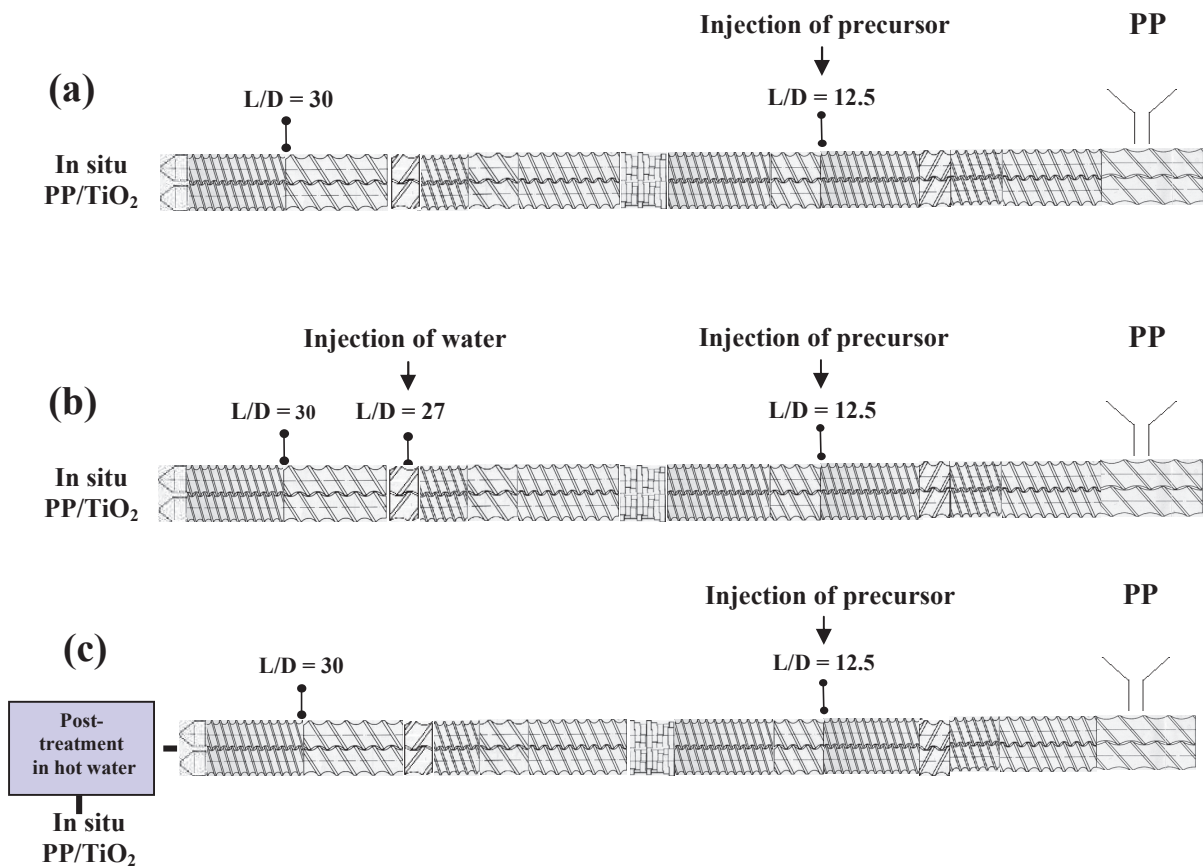 Injection of precursor
PP
(a)
L/D = 30
L/D = 12.5
In situ
PP/TiO₂
Injection of water
Injection of precursor
PP
(b)
L/D = 30
L/D = 27
L/D = 12.5
In situ
PP/TiO₂
Injection of precursor
PP
(c)
L/D = 30
L/D = 12.5
Post-
treatment
in hot water
In situ
PP/TiO₂